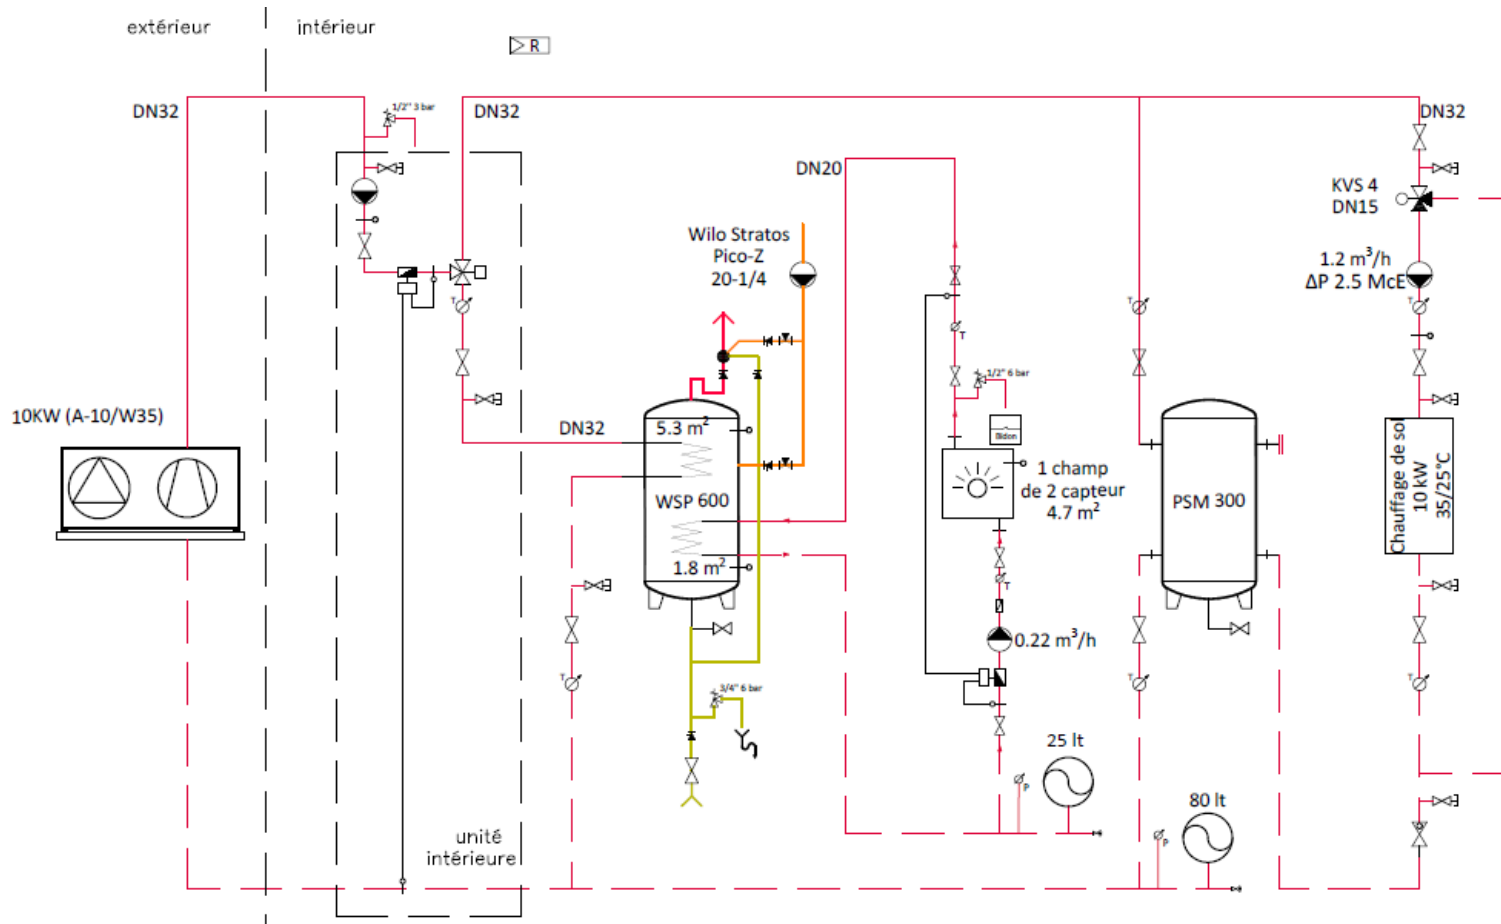 extérieur
intérieur
R
DN32
1/2" 3 bar
DN32
DN32
DN20
KVS 4
DN15
Wilo Stratos
Pico-Z
20-1/4
1.2 m³/h
ΔP 2.5 McE
T
T
T
T
1/2" 6 bar
10KW (A-10/W35)
DN32
5.3 m²
Bidon
1 champ
de 2 capteur
4.7 m²
WSP 600
PSM 300
Chauffage de sol
10 kW
35/25°C
1.8 m²
T
0.22 m³/h
T
T
T
3/4" 6 bar
25 lt
P
80 lt
P
unité
intérieure